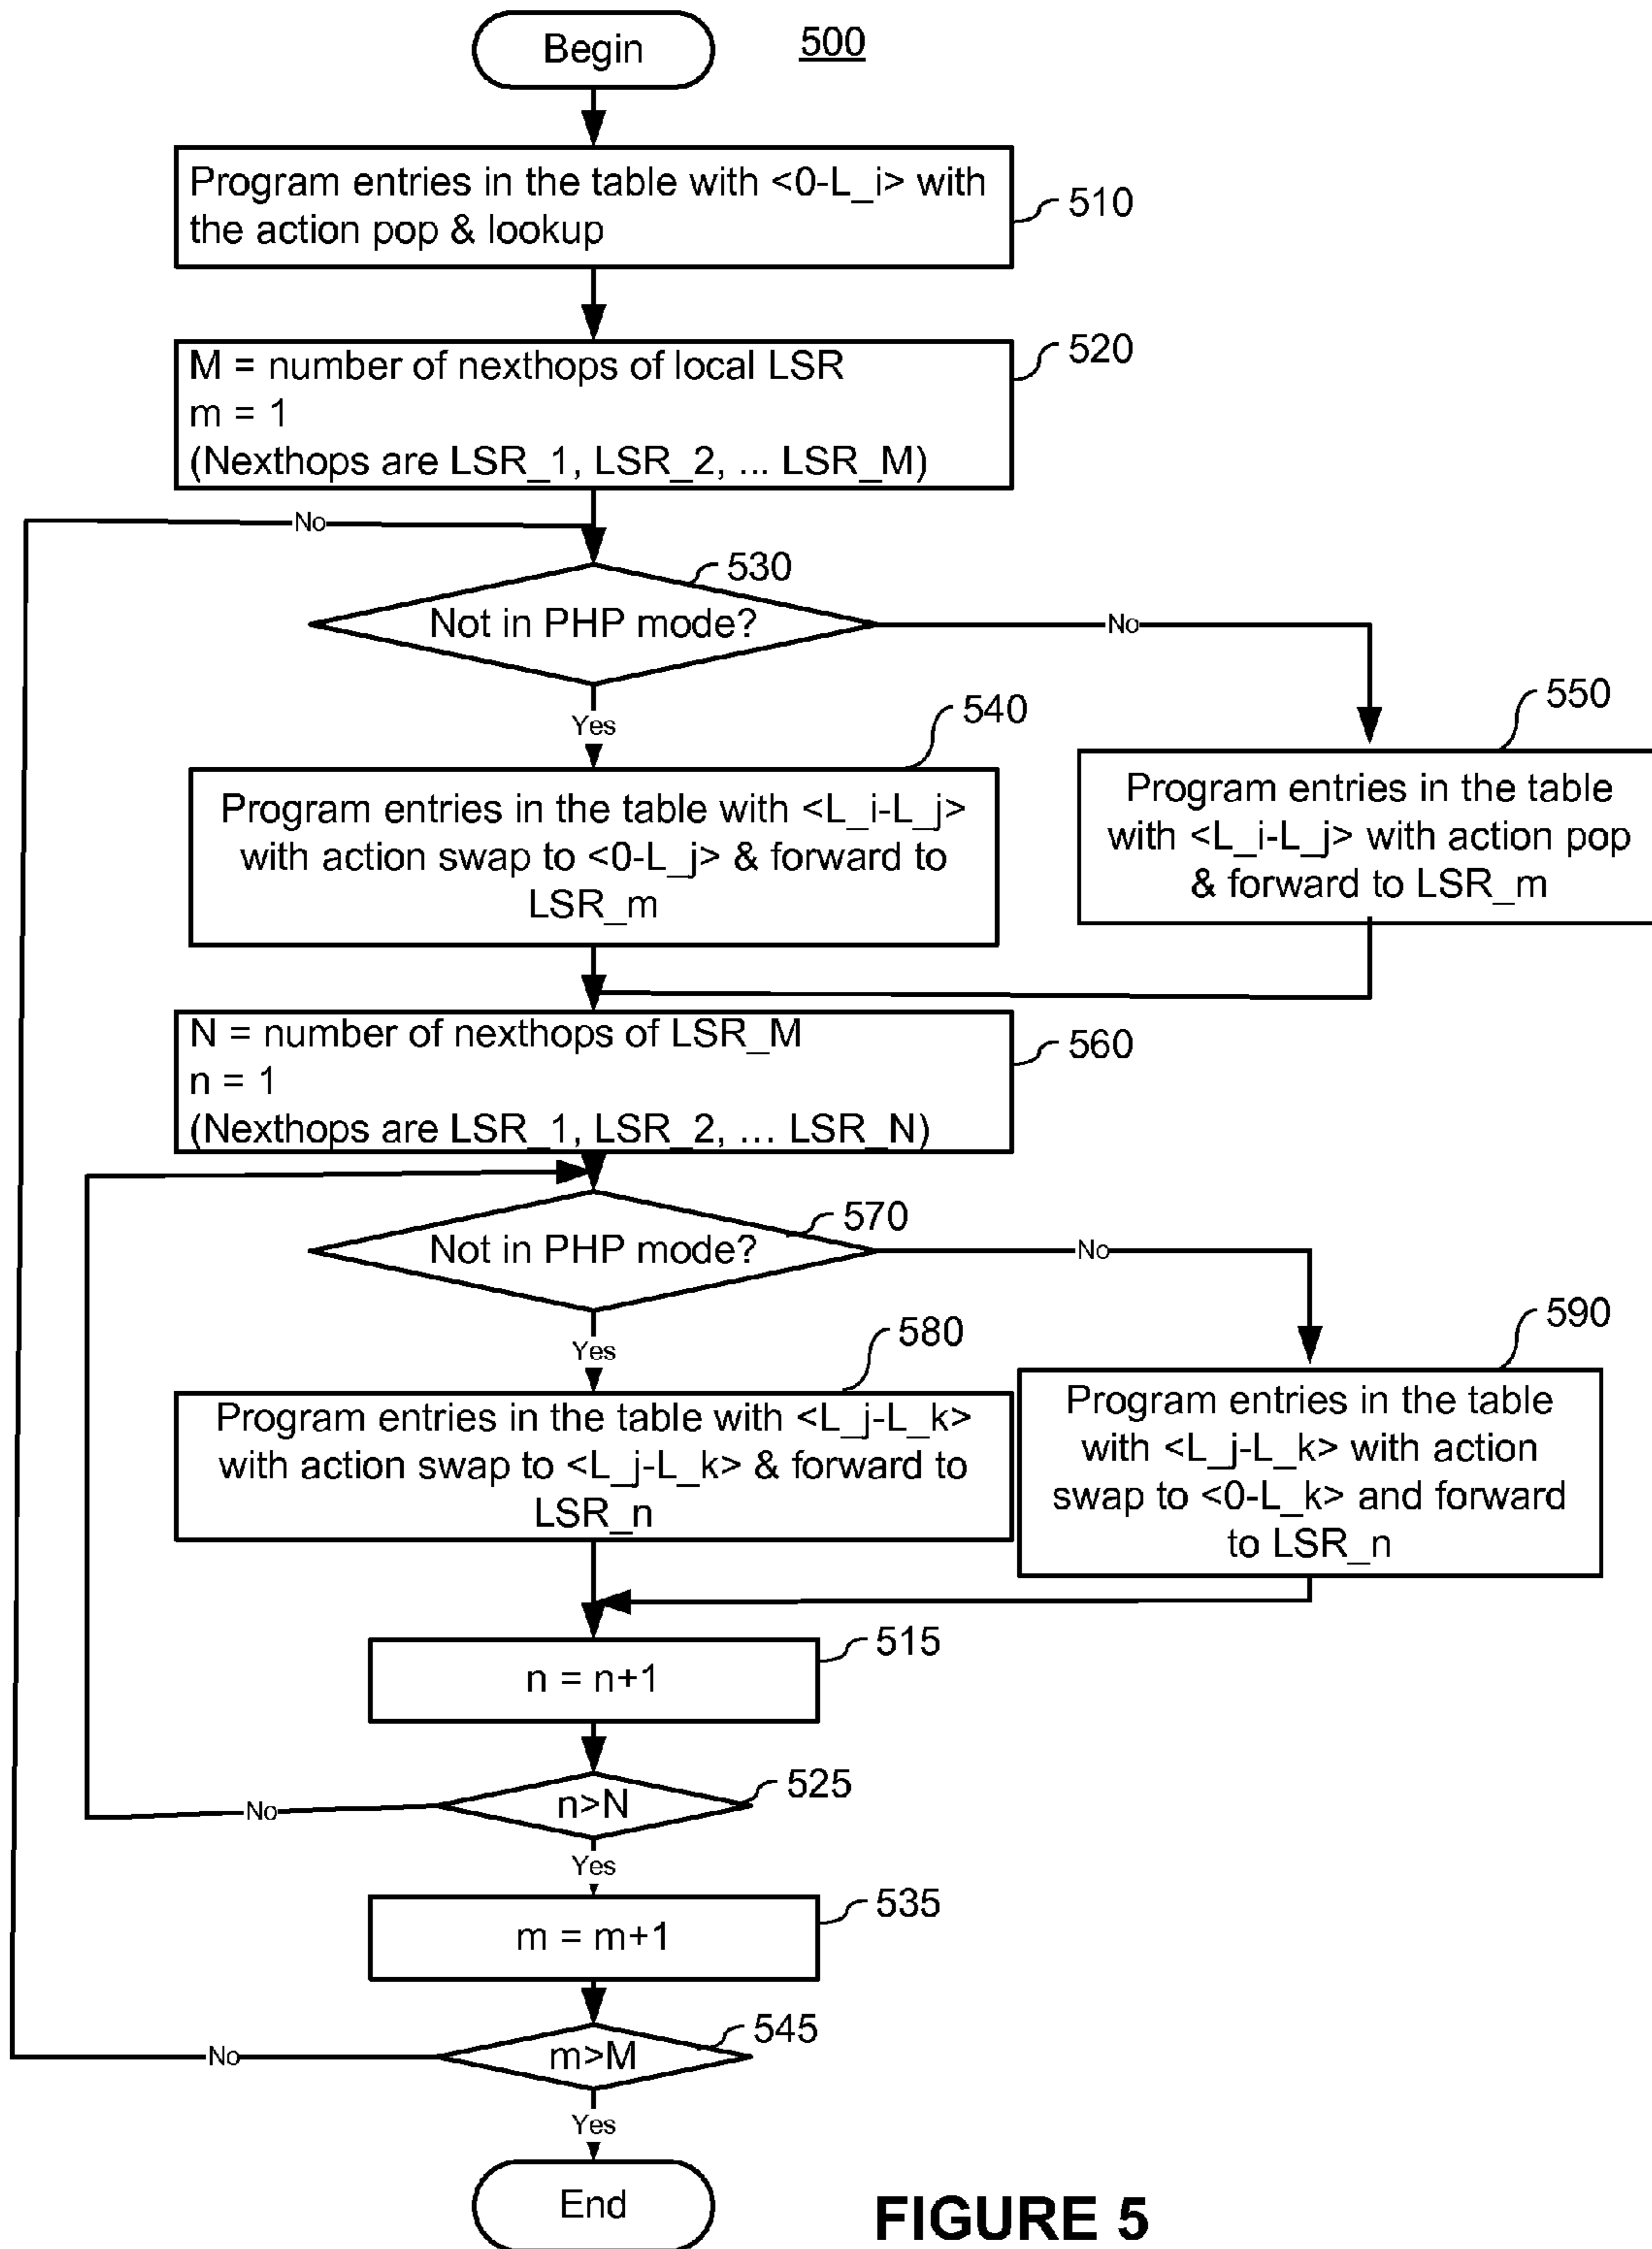 Begin
500
Program entries in the table with <0-L_i> with
the action pop & lookup
510
M = number of nexthops of local LSR
m = 1
(Nexthops are LSR_1, LSR_2, ... LSR_M)
520
No
530
Not in PHP mode?
No
Yes
540
550
Program entries in the table with <L_i-L_j>
with action swap to <0-L_j> & forward to
LSR_m
Program entries in the table
with <L_i-L_j> with action pop
& forward to LSR_m
N = number of nexthops of LSR_M
n = 1
(Nexthops are LSR_1, LSR_2, ... LSR_N)
560
570
Not in PHP mode?
No
Yes
580
590
Program entries in the table with <L_j-L_k>
with action swap to <L_j-L_k> & forward to
LSR_n
Program entries in the table
with <L_j-L_k> with action
swap to <0-L_k> and forward
to LSR_n
515
n = n+1
525
n>N
No
Yes
535
m = m+1
545
m>M
No
Yes
End
FIGURE 5